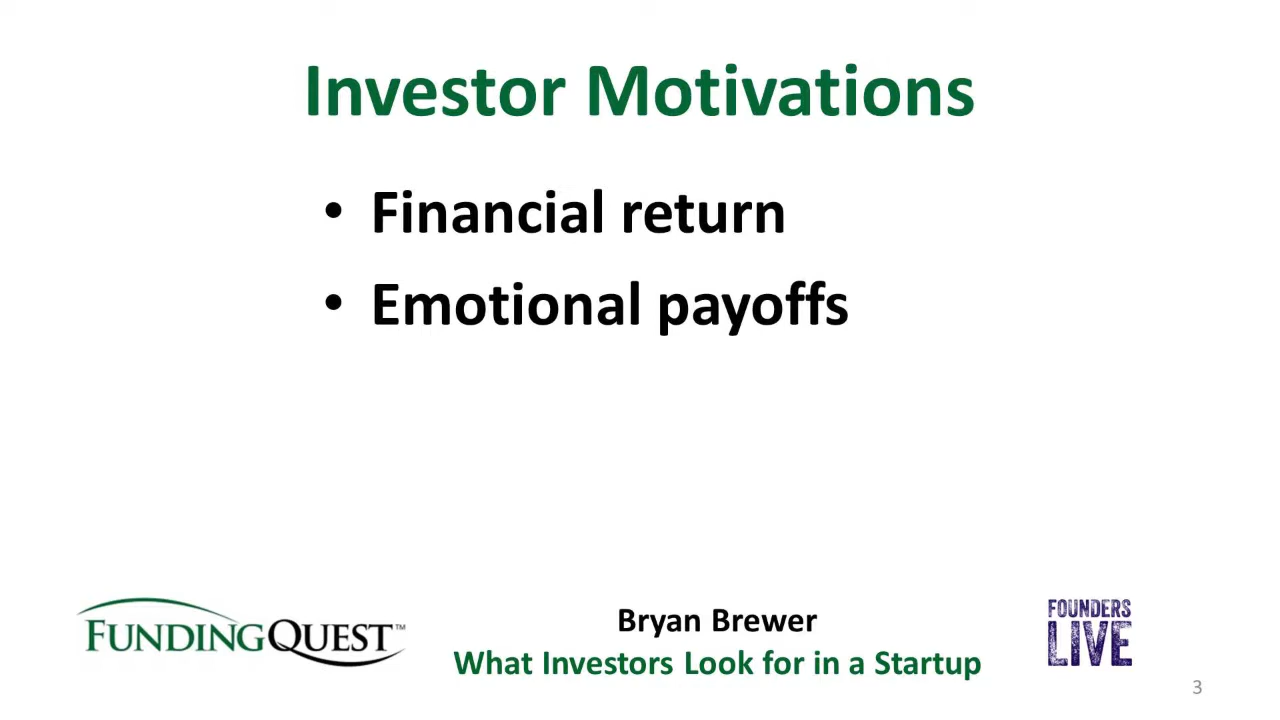 Investor Motivations
• Financial return
• Emotional payoffs
FUNDINGQUEST™
Bryan Brewer
What Investors Look for in a Startup
FOUNDERS
LIVE
3